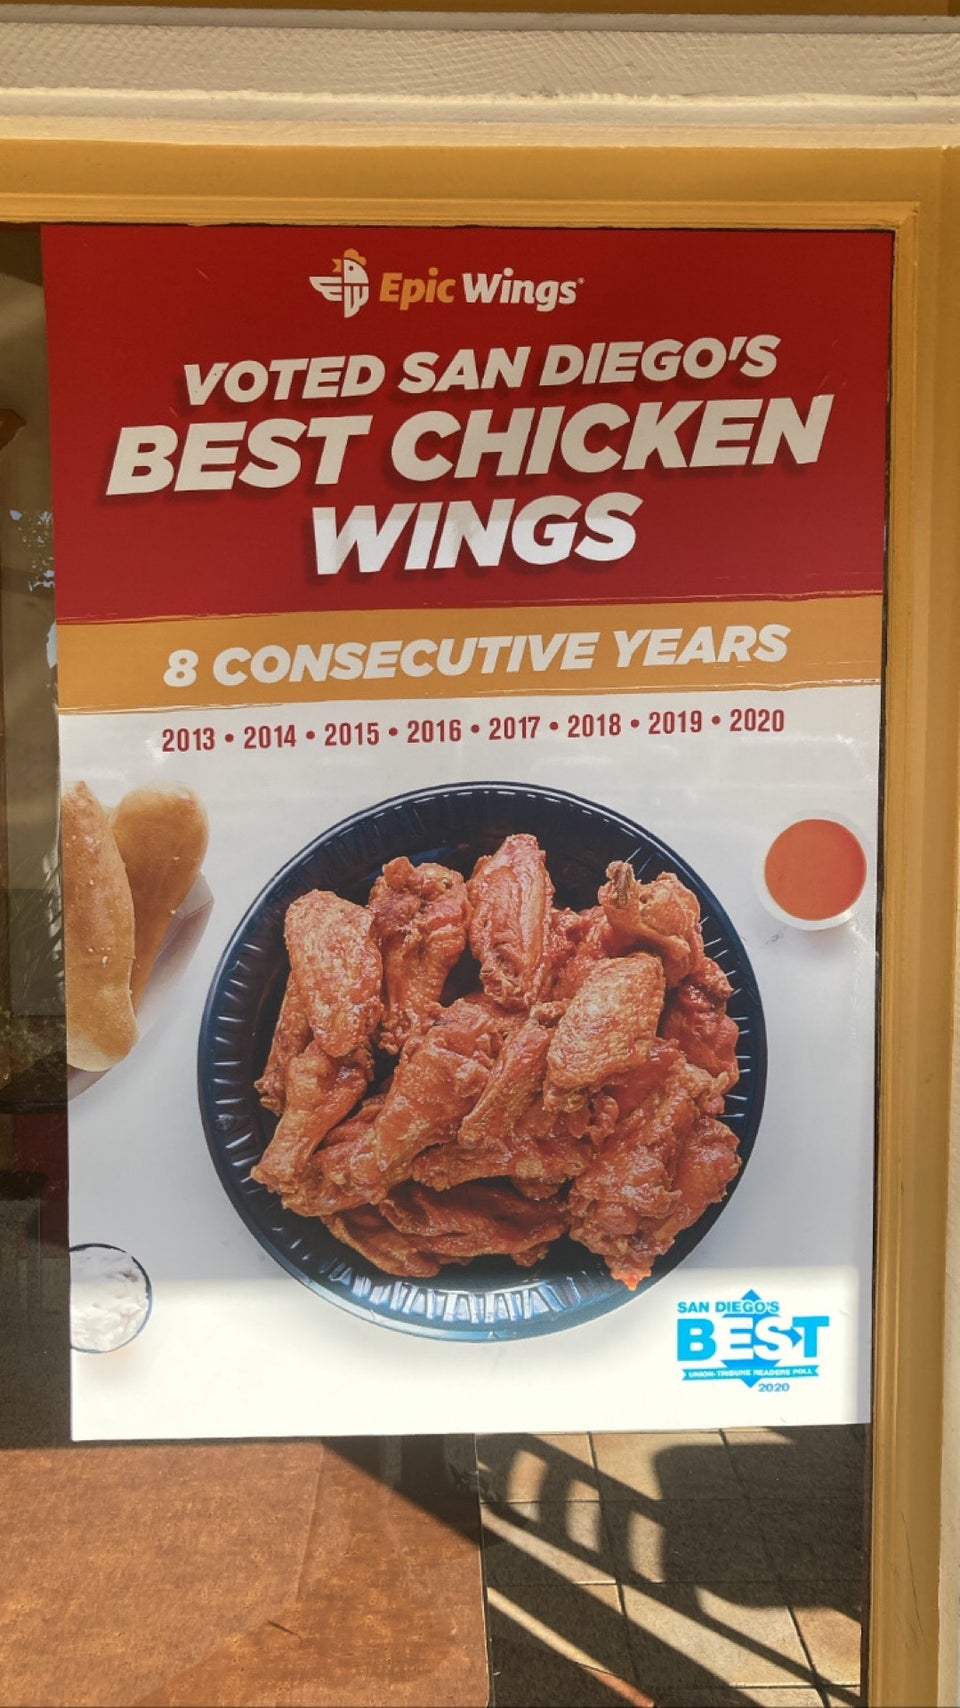 Epic Wings®
VOTED SAN DIEGO'S
BEST CHICKEN
WINGS
8 CONSECUTIVE YEARS
2013 • 2014 • 2015 • 2016 • 2017 • 2018 • 2019 • 2020
SAN DIEGO'S
BEST
UNION-TRIBUNE READERS POLL
2020